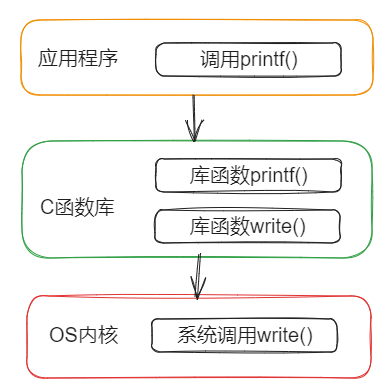 应用程序 调用printf()
库函数printf()
C函数库
库函数write()
OS内核 系统调用write()